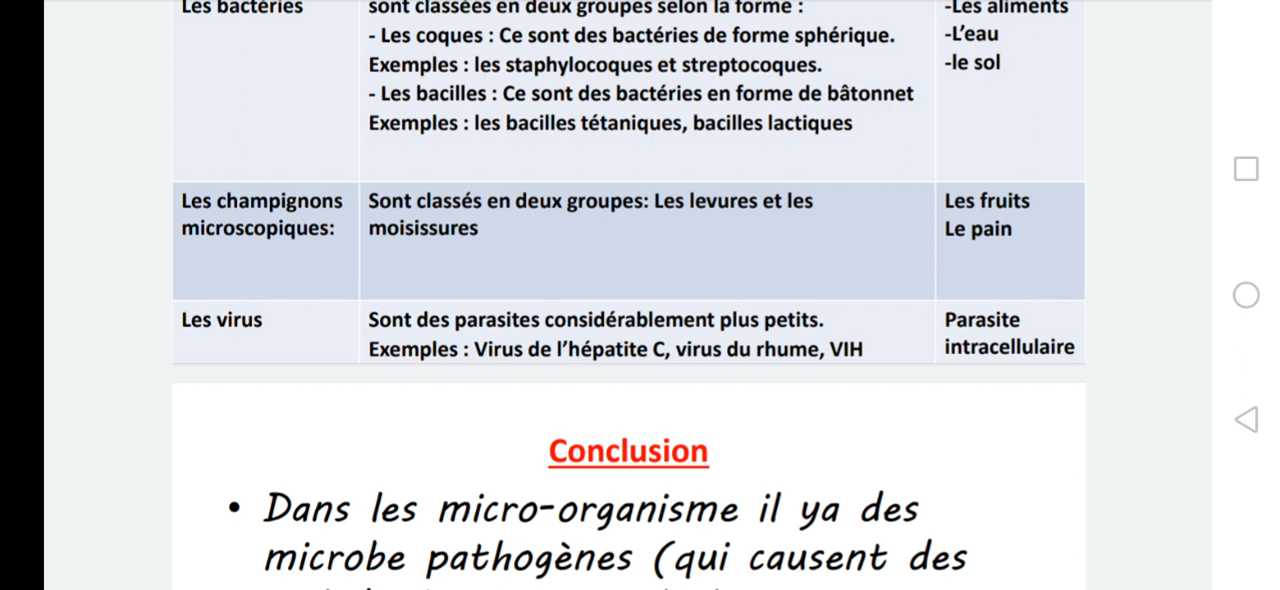 Les bactéries
sont classées en deux groupes selon la forme :
- Les coques : Ce sont des bactéries de forme sphérique.
Exemples : les staphylocoques et streptocoques.
- Les bacilles : Ce sont des bactéries en forme de bâtonnet
Exemples : les bacilles tétaniques, bacilles lactiques
-Les aliments
-L'eau
-le sol
Les champignons
microscopiques:
Sont classés en deux groupes: Les levures et les
moisissures
Les fruits
Le pain
Les virus
Sont des parasites considérablement plus petits.
Exemples : Virus de l'hépatite C, virus du rhume, VIH
Parasite
intracellulaire
Conclusion
• Dans les micro-organisme il ya des
microbe pathogènes (qui causent des